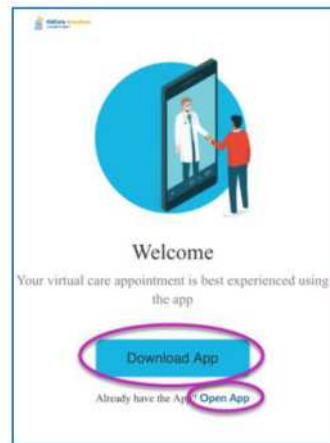 Welcome
Your virtual care appointment is best experienced using
the app
Download App
Already have the App? Open App